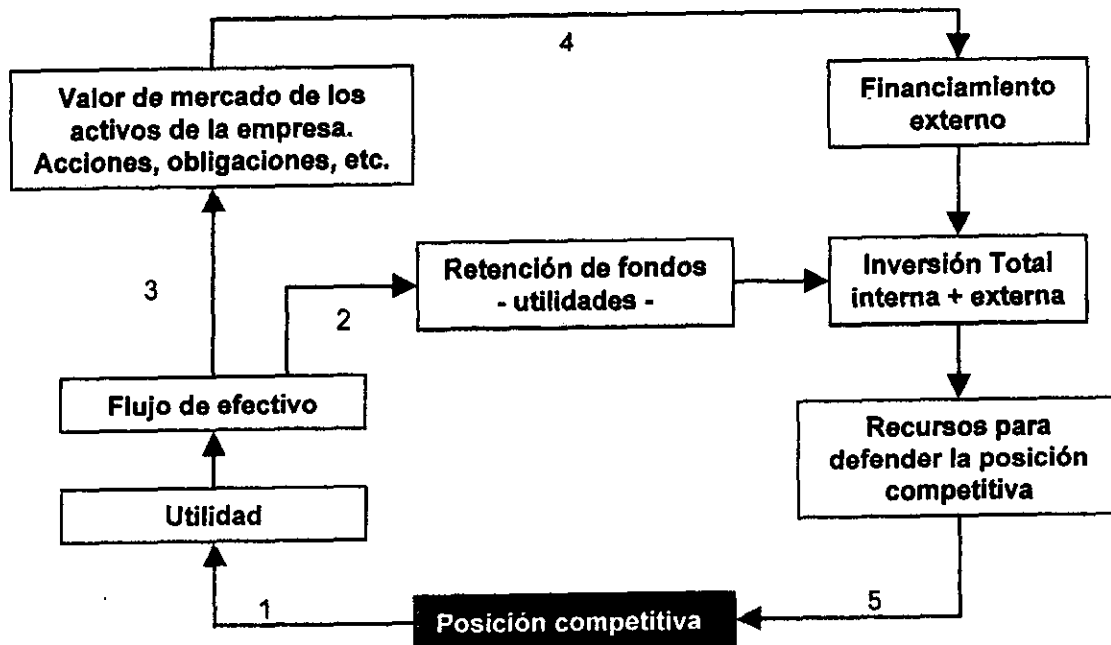 4
Valor de mercado de los
activos de la empresa.
Acciones, obligaciones, etc.
Financiamiento
externo
3
2
Retención de fondos
- utilidades -
Inversión Total
interna + externa
Flujo de efectivo
Recursos para
defender la posición
competitiva
Utilidad
1
Posición competitiva
5